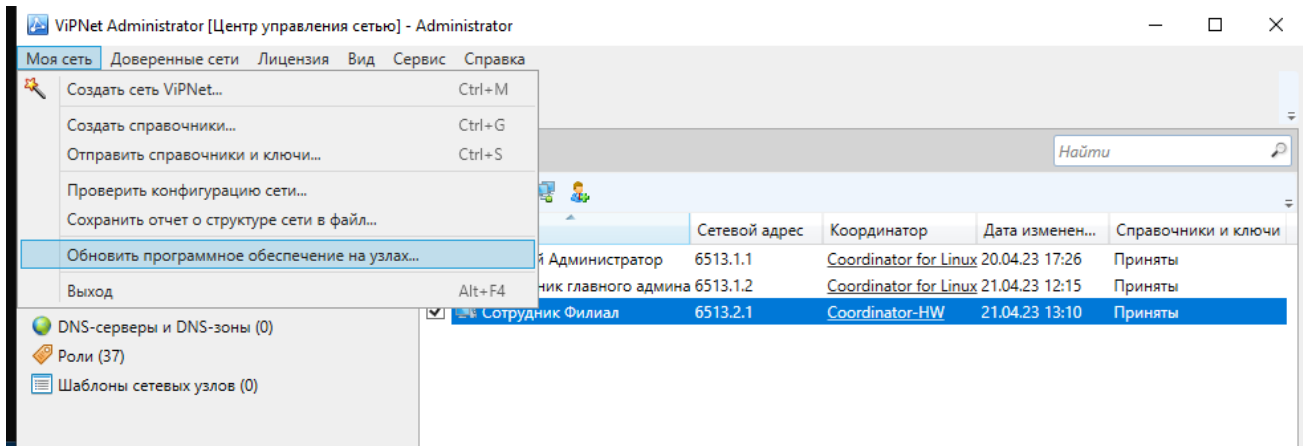 ViPNet Administrator [Центр управления сетью] - Administrator
Моя сеть Доверенные сети Лицензия Вид Сервис Справка
Создать сеть ViPNet... Ctrl+M
Создать справочники... Ctrl+G
Отправить справочники и ключи... Ctrl+S
Найти
Проверить конфигурацию сети...
Сохранить отчет о структуре сети в файл...
Сетевой адрес Координатор Дата изменен... Справочники и ключи
Обновить программное обеспечение на узлах...
й Администратор 6513.1.1 Coordinator for Linux 20.04.23 17:26 Приняты
Выход Alt+F4
ник главного админа 6513.1.2 Coordinator for Linux 21.04.23 12:15 Приняты
Сотрудник Филиал 6513.2.1 Coordinator-HW 21.04.23 13:10 Приняты
DNS-серверы и DNS-зоны (0)
Роли (37)
Шаблоны сетевых узлов (0)